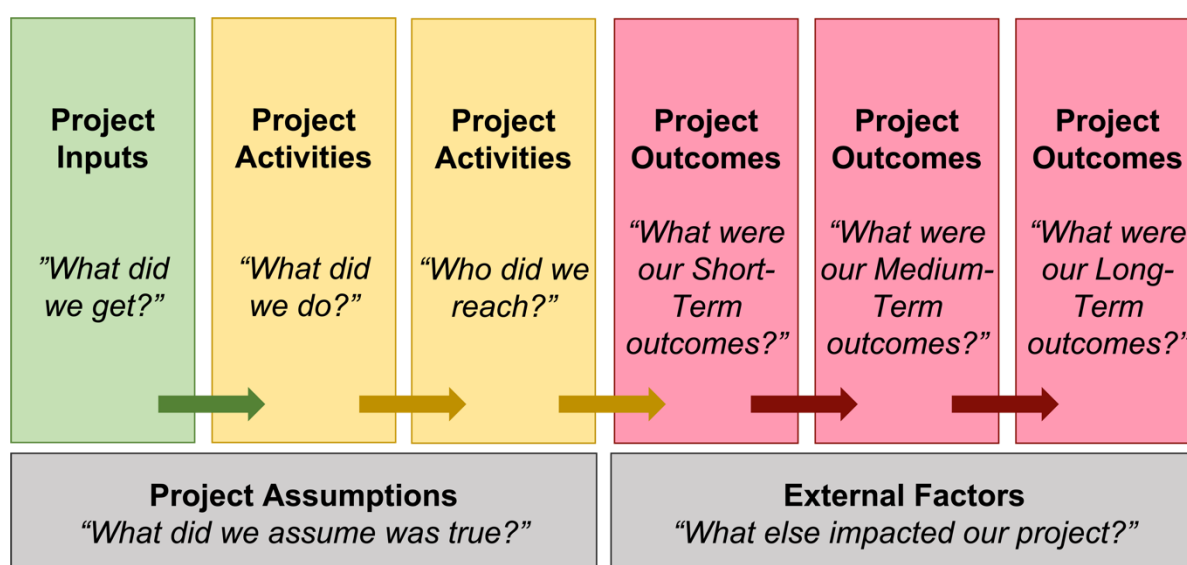 Project
Inputs
”What did
we get?”
Project
Activities
“What did
we do?”
Project
Activities
“Who did we
reach?”
Project
Outcomes
“What were
our Short-
Term
outcomes?”
Project
Outcomes
“What were
our Medium-
Term
outcomes?”
Project
Outcomes
“What were
our Long-
Term
outcomes?”
Project Assumptions
“What did we assume was true?”
External Factors
“What else impacted our project?”